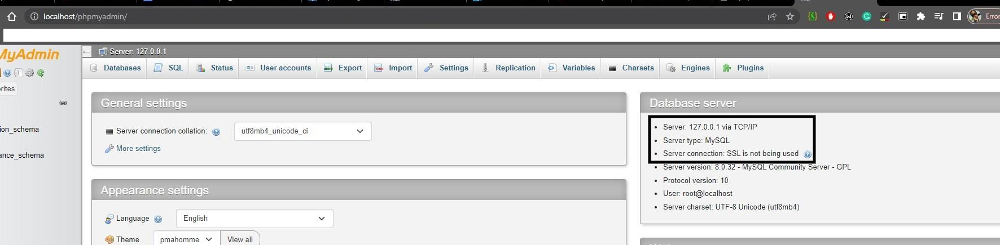 localhost/phpmyadmin/
Error
MyAdmin
Server: 127.0.0.1
Databases SQL Status User accounts Export Import Settings Replication Variables Charsets Engines Plugins
rites
ion_schema
ance_schema
General settings
Server connection collation: utf8mb4_unicode_ci
More settings
Appearance settings
Language English
Theme pmahomme View all
Database server
• Server: 127.0.0.1 via TCP/IP
• Server type: MySQL
• Server connection: SSL is not being used
• Server version: 8.0.32 - MySQL Community Server - GPL
• Protocol version: 10
• User: root@localhost
• Server charset: UTF-8 Unicode (utf8mb4)